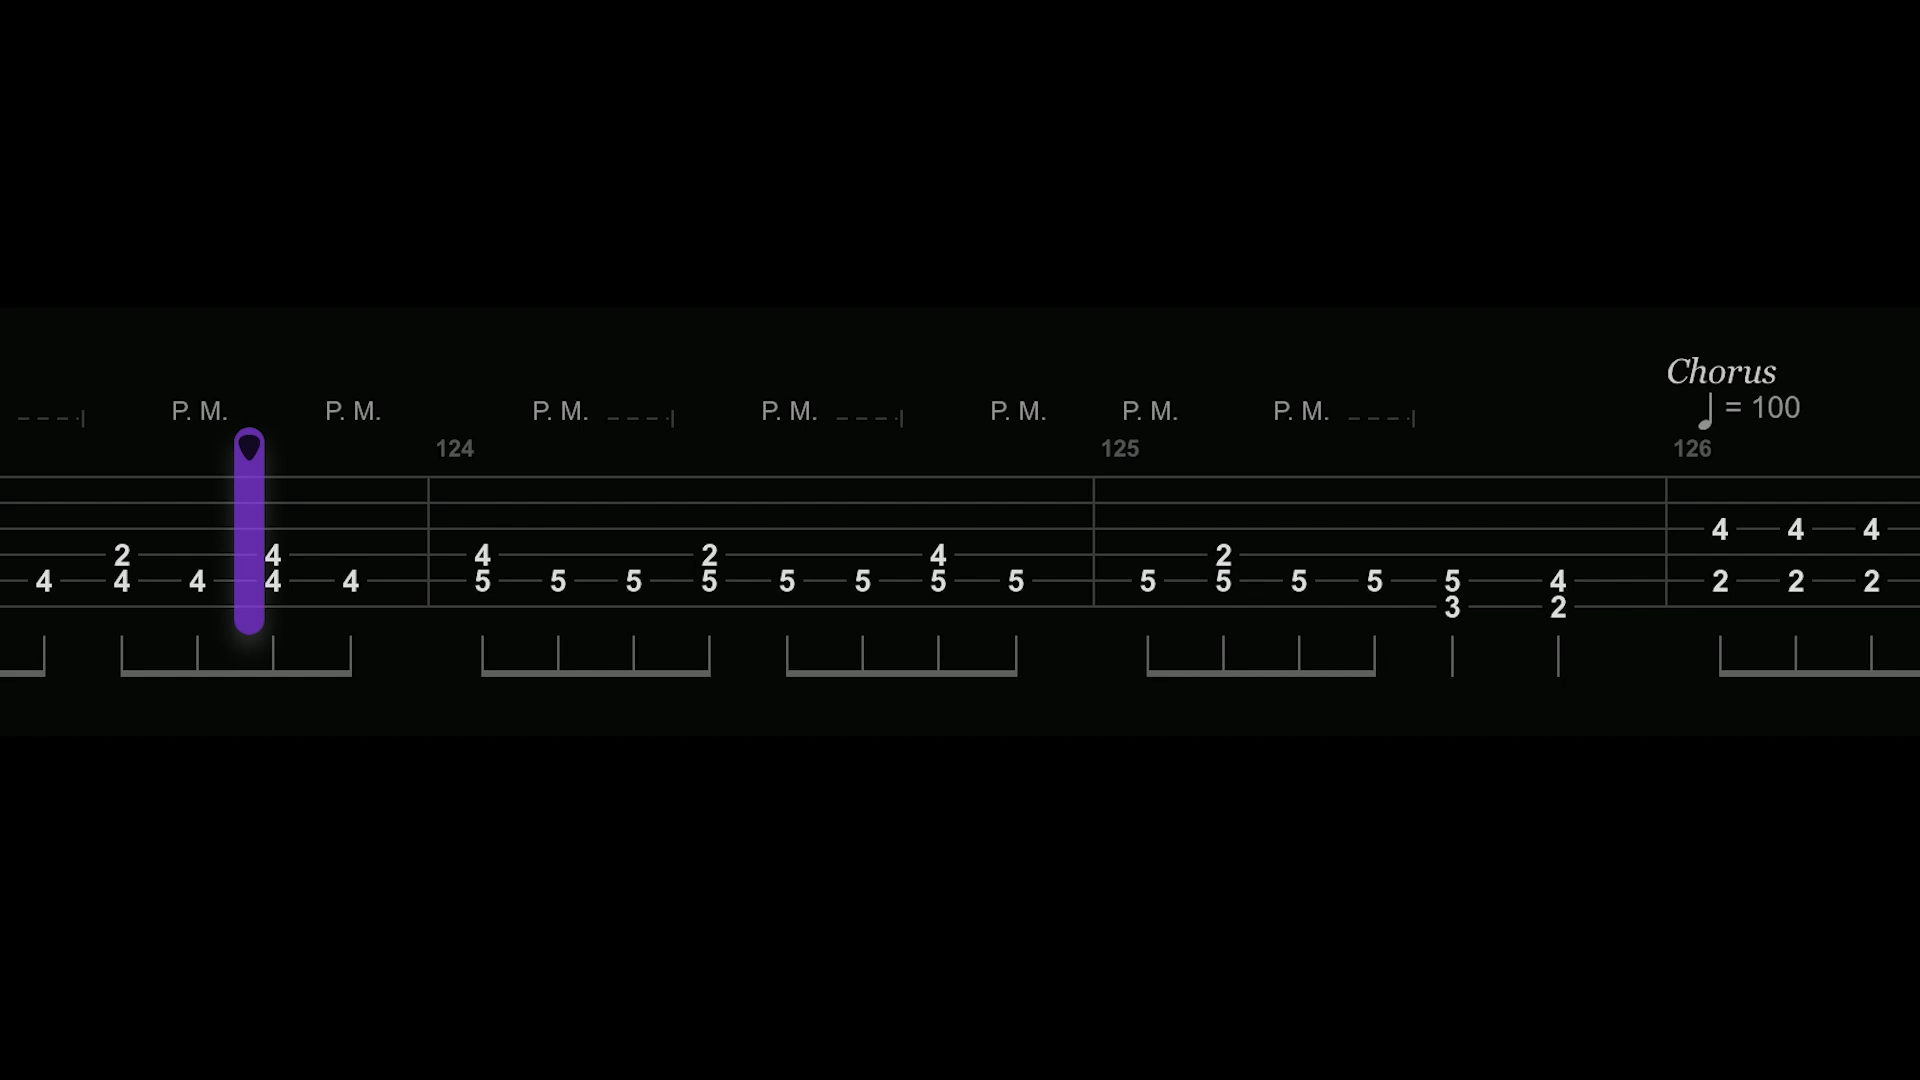 Chorus
P. M. P. M. P. M. P. M. P. M. P. M. P. M. = 100
124 125 126
4 4 4
2 4 4 2 4 2
4 4 4 4 4 5 5 5 5 5 5 5 5 5 5 5 5 5 4 2 2 2
3 2